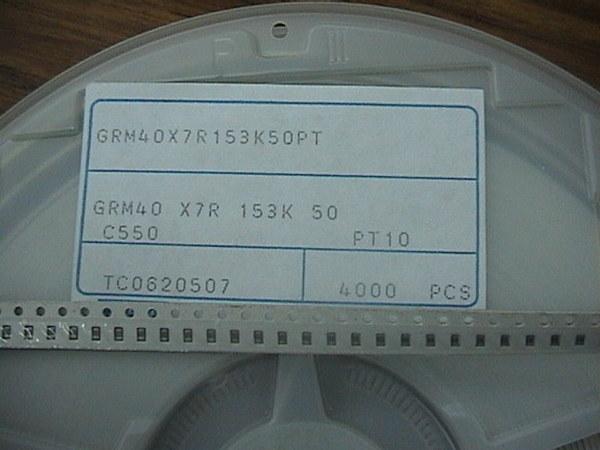 GRM40X7R153K50PT
GRM40 X7R 153K 50
C550 PT10
TC0620507 4000 PCS